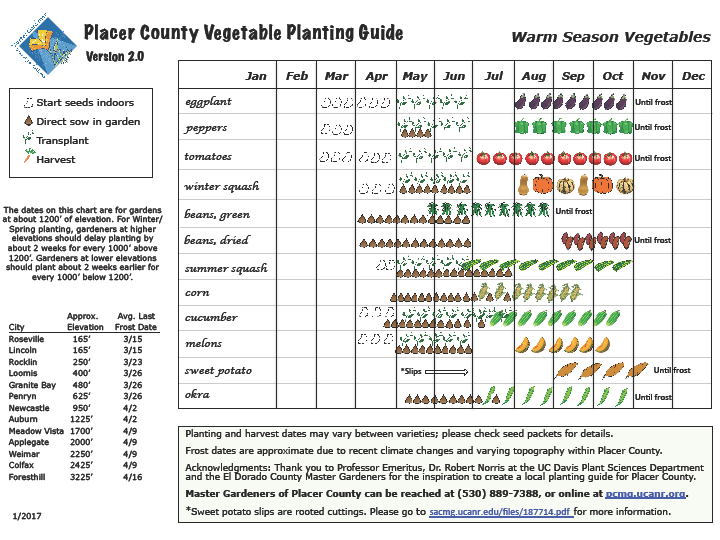 Placer County Vegetable Planting Guide
Version 2.0
Warm Season Vegetables
Start seeds indoors
Direct sow in garden
Transplant
Harvest
The dates on this chart are for gardens
at about 1200' of elevation. For Winter/
Spring planting, gardeners at higher
elevations should delay planting by
about 2 weeks for every 1000' above
1200'. Gardeners at lower elevations
should plant about 2 weeks earlier for
every 1000' below 1200'.
Approx. Avg. Last
City Elevation Frost Date
Roseville 165' 3/15
Lincoln 165' 3/15
Rocklin 250' 3/23
Loomis 400' 3/26
Granite Bay 480' 3/26
Penryn 625' 3/26
Newcastle 950' 4/2
Auburn 1225' 4/2
Meadow Vista 1700' 4/9
Applegate 2000' 4/9
Weimar 2250' 4/9
Colfax 2425' 4/9
Foresthill 3225' 4/16
1/2017
Jan Feb Mar Apr May Jun Jul Aug Sep Oct Nov Dec
eggplant Until frost
peppers Until frost
tomatoes Until frost
winter squash
beans, green Until frost
beans, dried Until frost
summer squash
corn
cucumber
melons
sweet potato *Slips Until frost
okra Until frost
Planting and harvest dates may vary between varieties; please check seed packets for details.
Frost dates are approximate due to recent climate changes and varying topography within Placer County.
Acknowledgments: Thank you to Professor Emeritus, Dr. Robert Norris at the UC Davis Plant Sciences Department
and the El Dorado County Master Gardeners for the inspiration to create a local planting guide for Placer County.
Master Gardeners of Placer County can be reached at (530) 889-7388, or online at pcmg.ucanr.org.
*Sweet potato slips are rooted cuttings. Please go to sacmg.ucanr.edu/files/187714.pdf for more information.